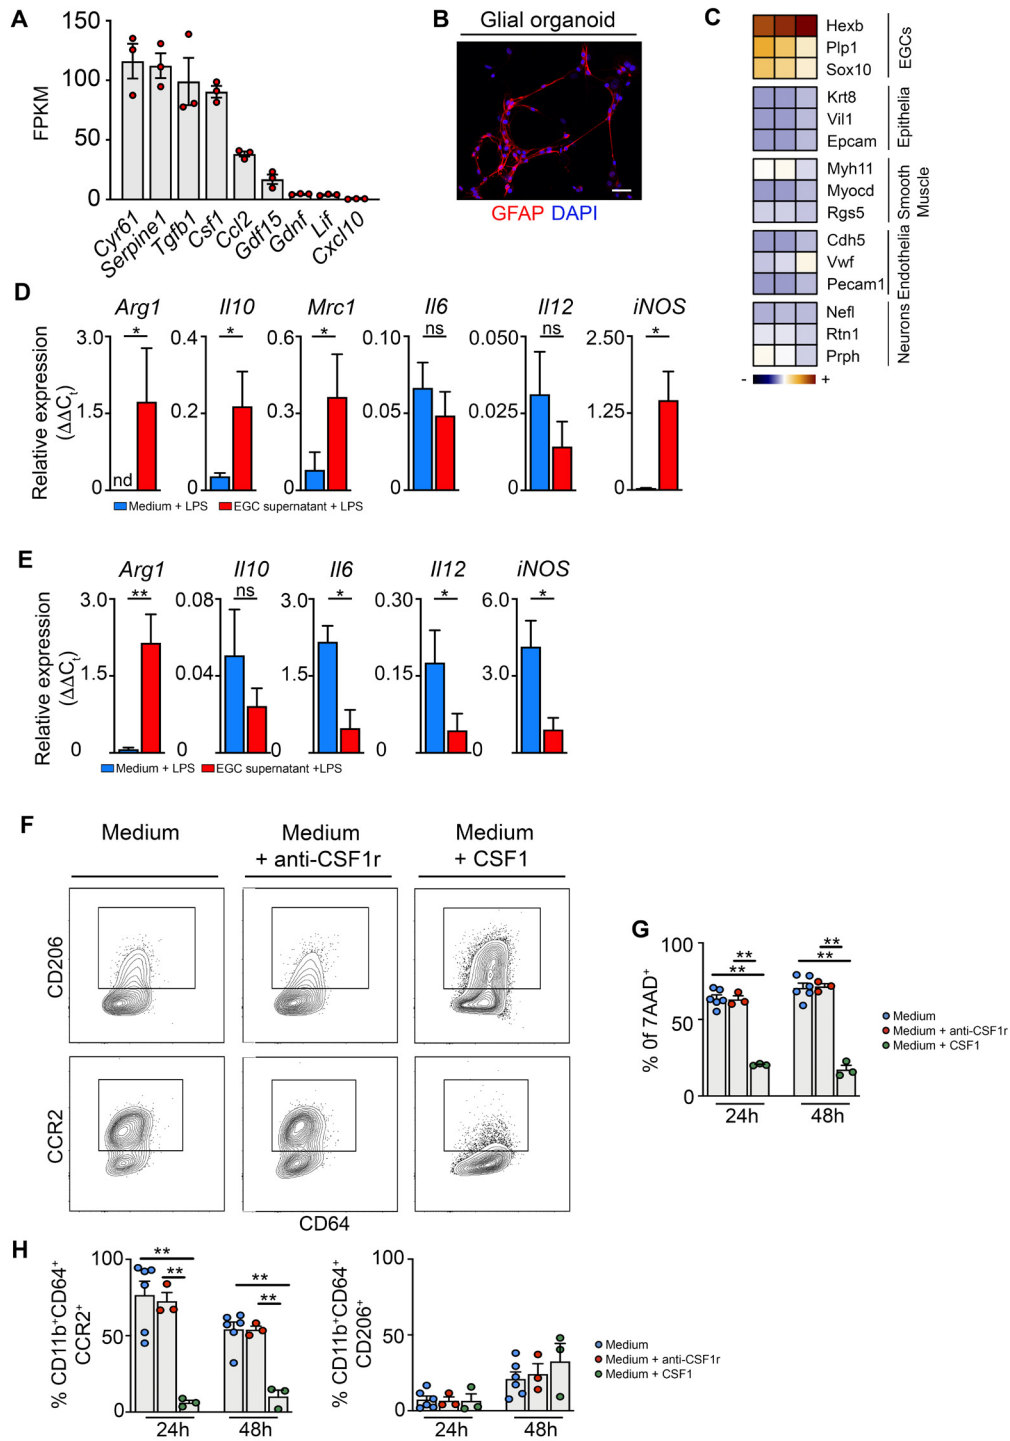 A
FPKM
150
100
50
0
Cyr61
Serpine1
Tgfb1
Csf1
Ccl2
Gdf15
Gdnf
Lif
Cxcl10
B
Glial organoid
GFAP DAPI
C
Hexb
Plp1
Sox10
EGCs
Krt8
Vil1
Epcam
Epithelia
Myh11
Myocd
Rgs5
Smooth
Muscle
Cdh5
Vwf
Pecam1
Endothelia
Nefl
Rtn1
Prph
Neurons
- +
D
Relative expression
(ΔΔCt)
Arg1
3.0
1.5
0
nd
*
Il10
0.4
0.2
0
*
Mrc1
0.6
0.3
0
*
Il6
0.10
0.05
0
ns
Il12
0.050
0.025
0
ns
iNOS
2.50
1.25
0
*
Medium + LPS EGC supernatant + LPS
E
Relative expression
(ΔΔCt)
Arg1
3.0
1.5
0
**
Il10
0.08
0.04
0
ns
Il6
3.0
1.5
0
*
Il12
0.30
0.15
0
*
iNOS
6.0
3.0
0
*
Medium + LPS EGC supernatant +LPS
F
Medium
Medium
+ anti-CSF1r
Medium
+ CSF1
CD206
CCR2
CD64
G
% 0f 7AAD+
100
50
0
**
**
**
**
24h
48h
Medium
Medium + anti-CSF1r
Medium + CSF1
H
% CD11b+CD64+
CCR2+
100
50
0
**
**
**
**
24h
48h
% CD11b+CD64+
CD206+
100
50
0
24h
48h
Medium
Medium + anti-CSF1r
Medium + CSF1